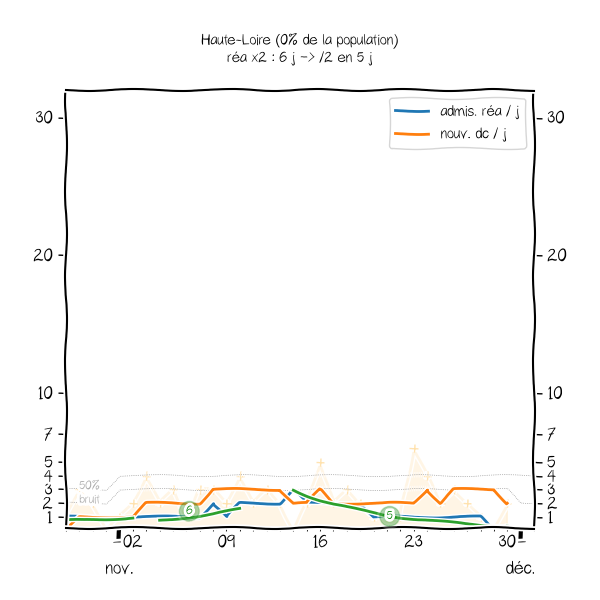 Haute-Loire (0% de la population)
réa x2 : 6 j -> /2 en 5 j
admis. réa / j
nouv. dc / j
30 30
20 20
10 10
7 7
5 5
4 4
50%
3 3
bruit
2 2
1 1
6
5
02 09 16 23 30
nov. déc.